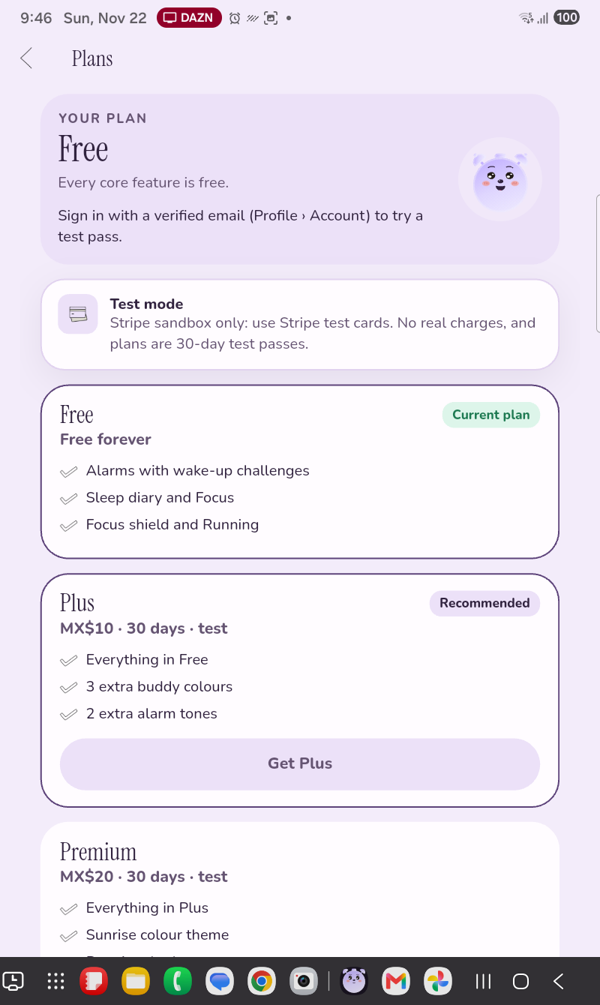 9:46 Sun, Nov 22 DAZN 100
Plans
YOUR PLAN
Free
Every core feature is free.
Sign in with a verified email (Profile › Account) to try a
test pass.
Test mode
Stripe sandbox only: use Stripe test cards. No real charges, and
plans are 30-day test passes.
Free
Current plan
Free forever
Alarms with wake-up challenges
Sleep diary and Focus
Focus shield and Running
Plus
Recommended
MX$10 · 30 days · test
Everything in Free
3 extra buddy colours
2 extra alarm tones
Get Plus
Premium
MX$20 · 30 days · test
Everything in Plus
Sunrise colour theme